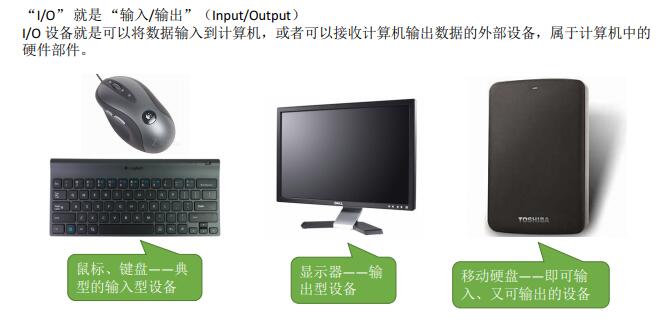 “I/O” 就是 “输入/输出”（Input/Output）
I/O 设备就是可以将数据输入到计算机，或者可以接收计算机输出数据的外部设备，属于计算机中的
硬件部件。
DELL
TOSHIBA
鼠标、键盘——典
型的输入型设备
显示器——输
出型设备
移动硬盘——即可输
入、又可输出的设备